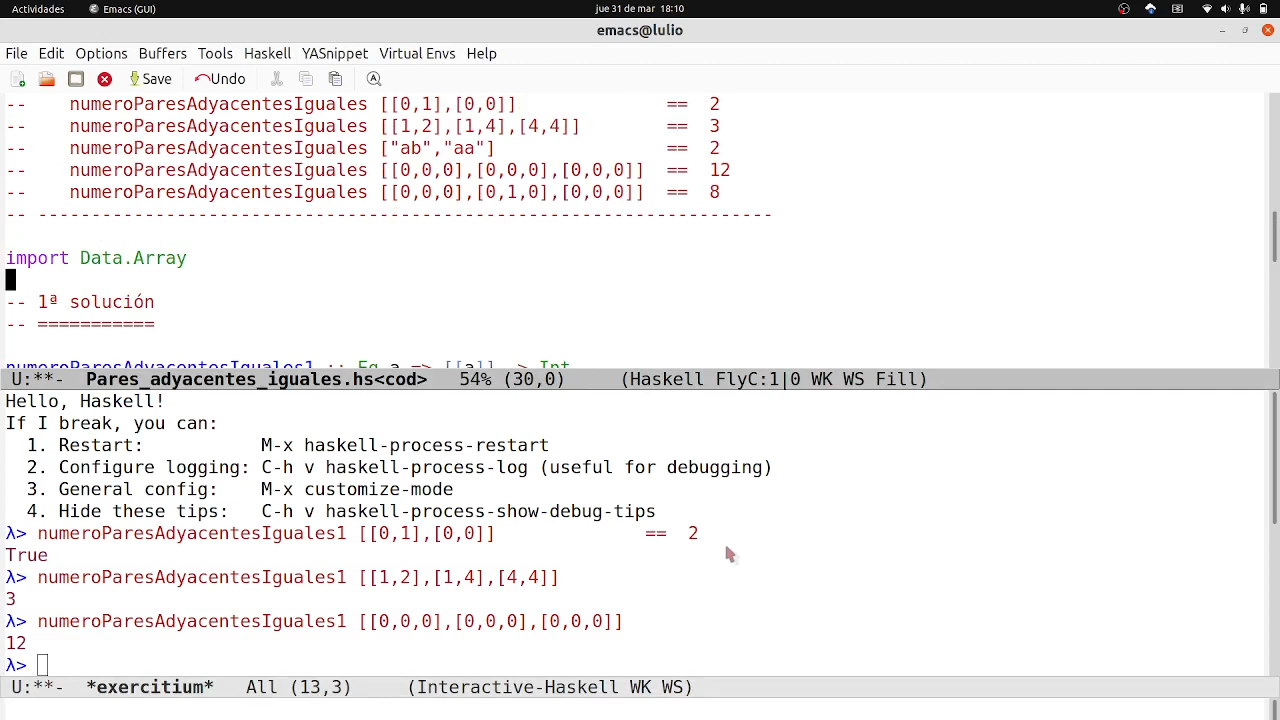 Actividades Emacs (GUI) jue 31 de mar 18:10
emacs@lulio
File Edit Options Buffers Tools Haskell YASnippet Virtual Envs Help
Save Undo
-- numeroParesAdyacentesIguales [[0,1],[0,0]] == 2
-- numeroParesAdyacentesIguales [[1,2],[1,4],[4,4]] == 3
-- numeroParesAdyacentesIguales ["ab","aa"] == 2
-- numeroParesAdyacentesIguales [[0,0,0],[0,0,0],[0,0,0]] == 12
-- numeroParesAdyacentesIguales [[0,0,0],[0,1,0],[0,0,0]] == 8
-- ---------------------------------------------------------------------
import Data.Array
-- 1ª solución
-- ===========
numeroParesAdyacentesIguales1 :: Eq a => [[a]] -> Int
U:**- Pares_adyacentes_iguales.hs<cod> 54% (30,0) (Haskell FlyC:1|0 WK WS Fill)
Hello, Haskell!
If I break, you can:
1. Restart: M-x haskell-process-restart
2. Configure logging: C-h v haskell-process-log (useful for debugging)
3. General config: M-x customize-mode
4. Hide these tips: C-h v haskell-process-show-debug-tips
λ> numeroParesAdyacentesIguales1 [[0,1],[0,0]] == 2
True
λ> numeroParesAdyacentesIguales1 [[1,2],[1,4],[4,4]]
3
λ> numeroParesAdyacentesIguales1 [[0,0,0],[0,0,0],[0,0,0]]
12
λ>
U:**- *exercitium* All (13,3) (Interactive-Haskell WK WS)